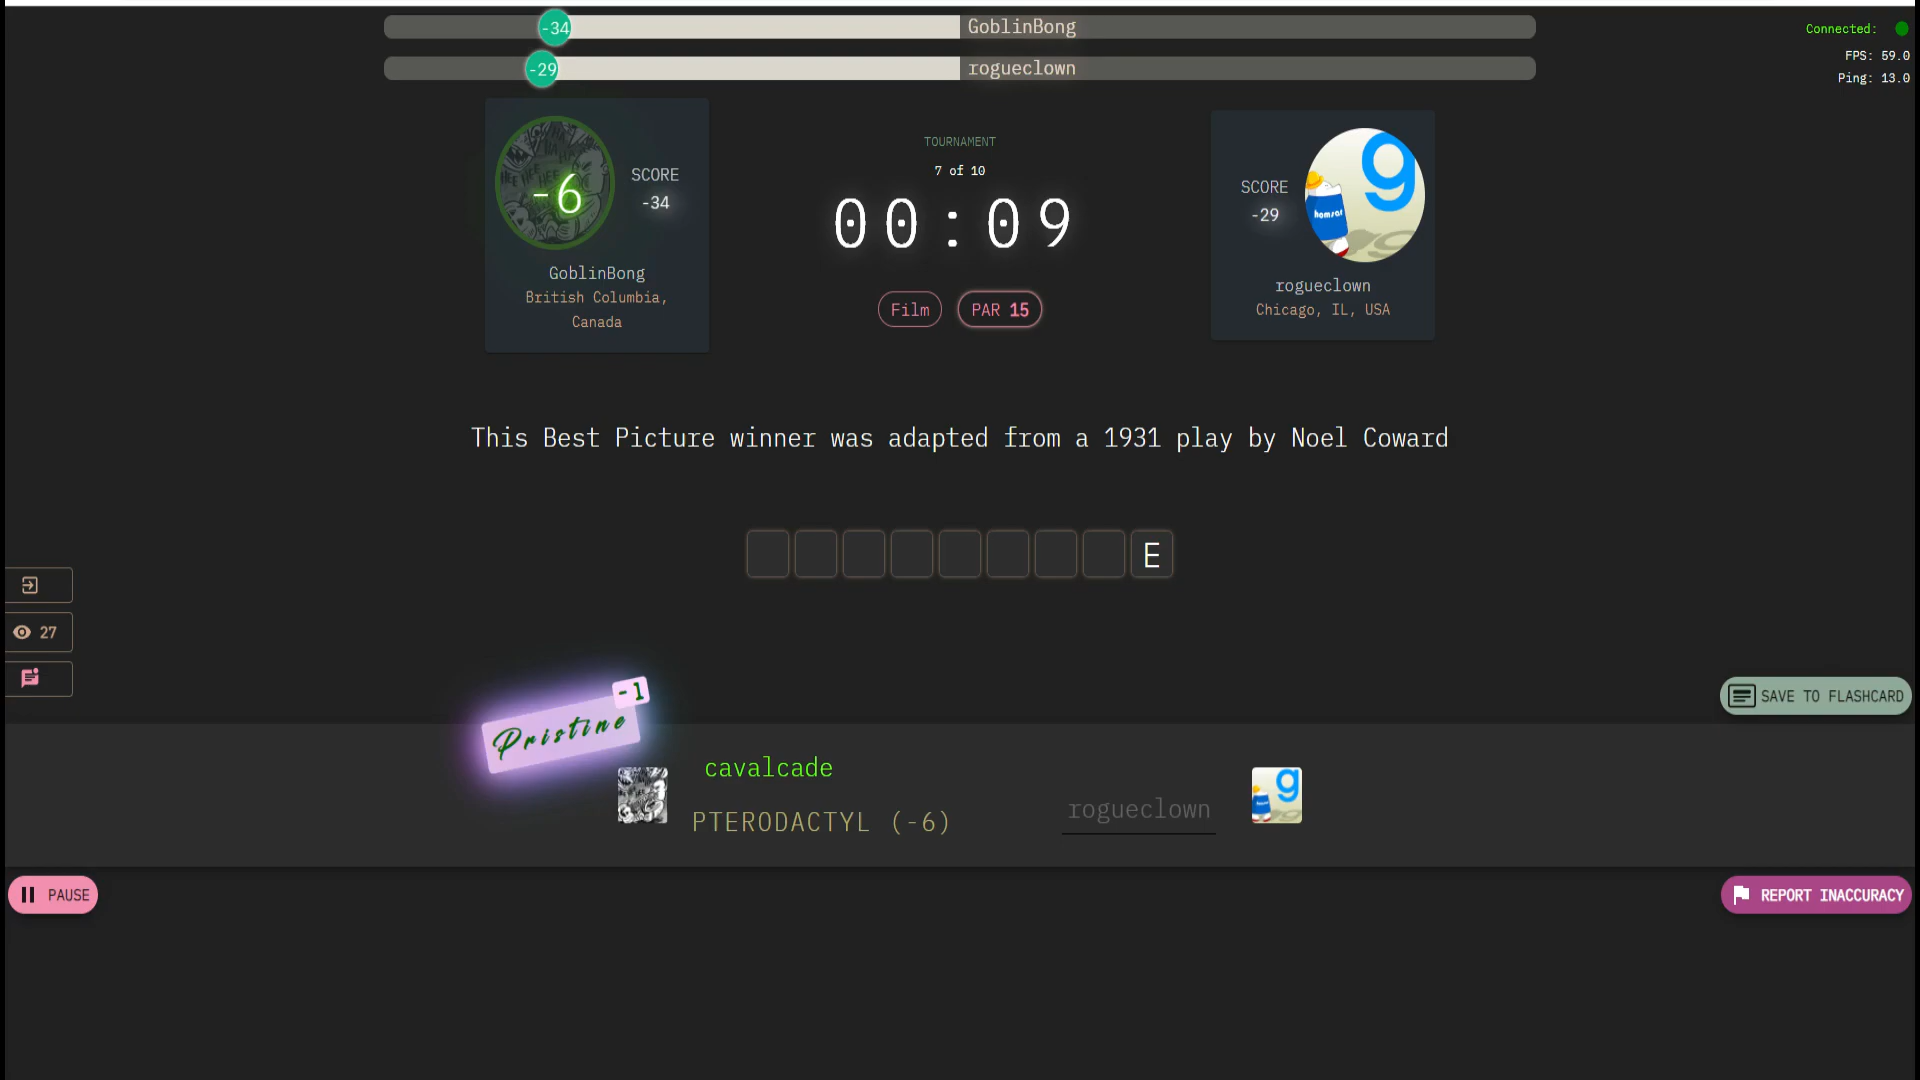 -34
GoblinBong
-29
rogueclown
Connected:
FPS: 59.0
Ping: 13.0
-6
SCORE
-34
GoblinBong
British Columbia,
Canada
TOURNAMENT
7 of 10
00:09
Film
PAR 15
SCORE
-29
g
homsar
rogueclown
Chicago, IL, USA
This Best Picture winner was adapted from a 1931 play by Noel Coward
E
27
SAVE TO FLASHCARD
Pristine
-1
cavalcade
PTERODACTYL (-6)
rogueclown
g
PAUSE
REPORT INACCURACY